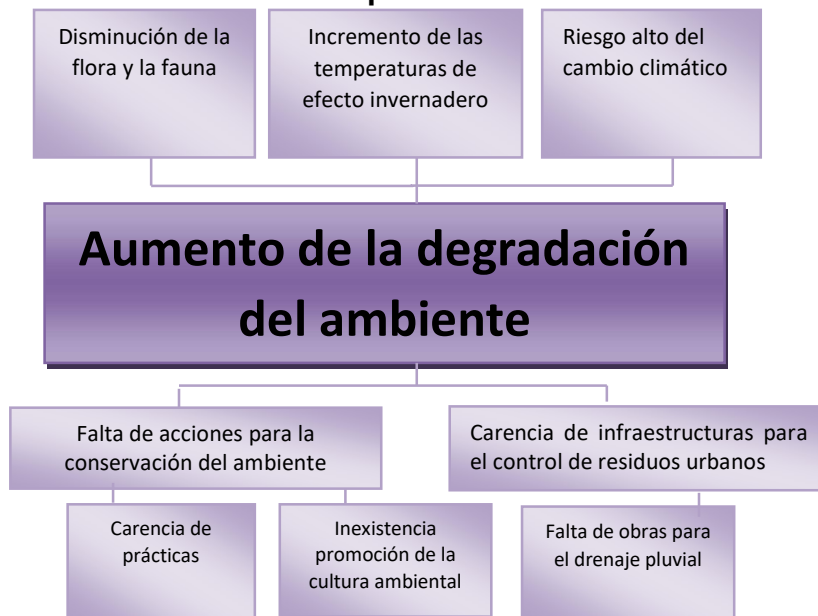 Disminución de la
flora y la fauna
Incremento de las
temperaturas de
efecto invernadero
Riesgo alto del
cambio climático
Aumento de la degradación
del ambiente
Falta de acciones para la
conservación del ambiente
Carencia de infraestructuras para
el control de residuos urbanos
Carencia de
prácticas
Inexistencia
promoción de la
cultura ambiental
Falta de obras para
el drenaje pluvial